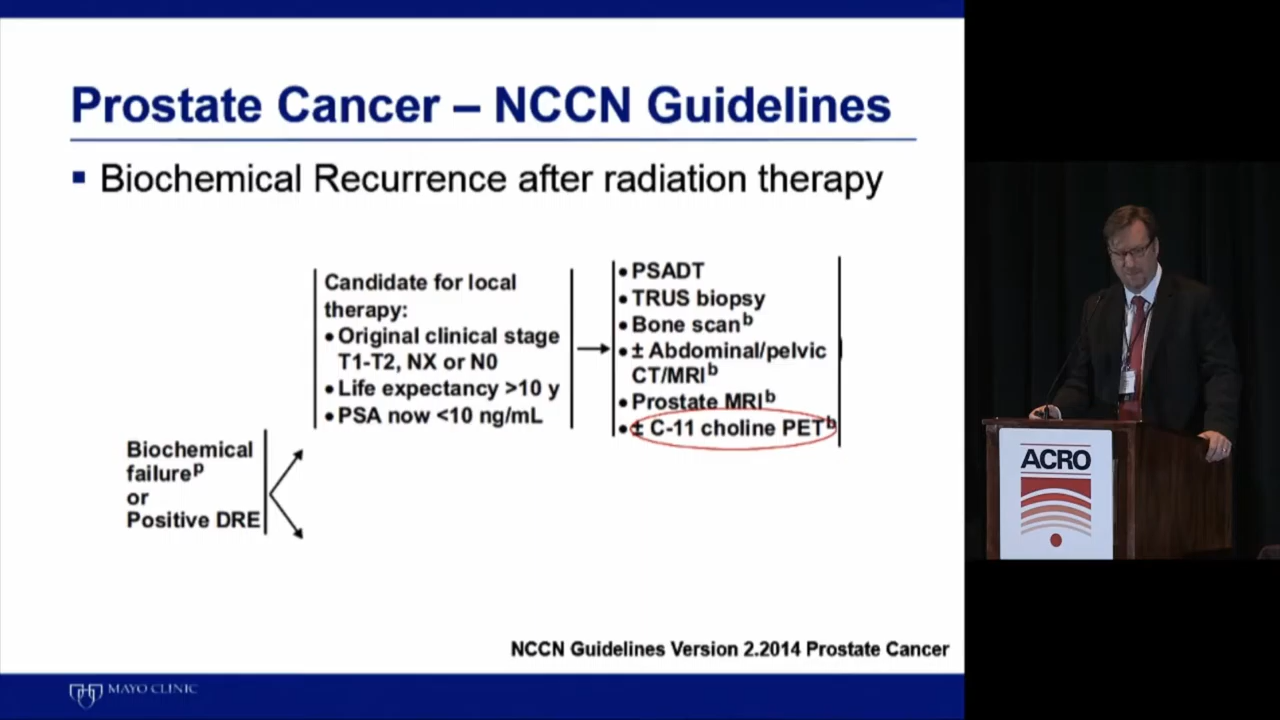 Prostate Cancer – NCCN Guidelines
▪ Biochemical Recurrence after radiation therapy
Candidate for local
therapy:
• Original clinical stage
T1-T2, NX or N0
• Life expectancy >10 y
• PSA now <10 ng/mL
• PSADT
• TRUS biopsy
• Bone scanᵇ
• ± Abdominal/pelvic
CT/MRIᵇ
• Prostate MRIᵇ
• ± C-11 choline PETᵇ
Biochemical
failureᵖ
or
Positive DRE
NCCN Guidelines Version 2.2014 Prostate Cancer
MAYO CLINIC
ACRO